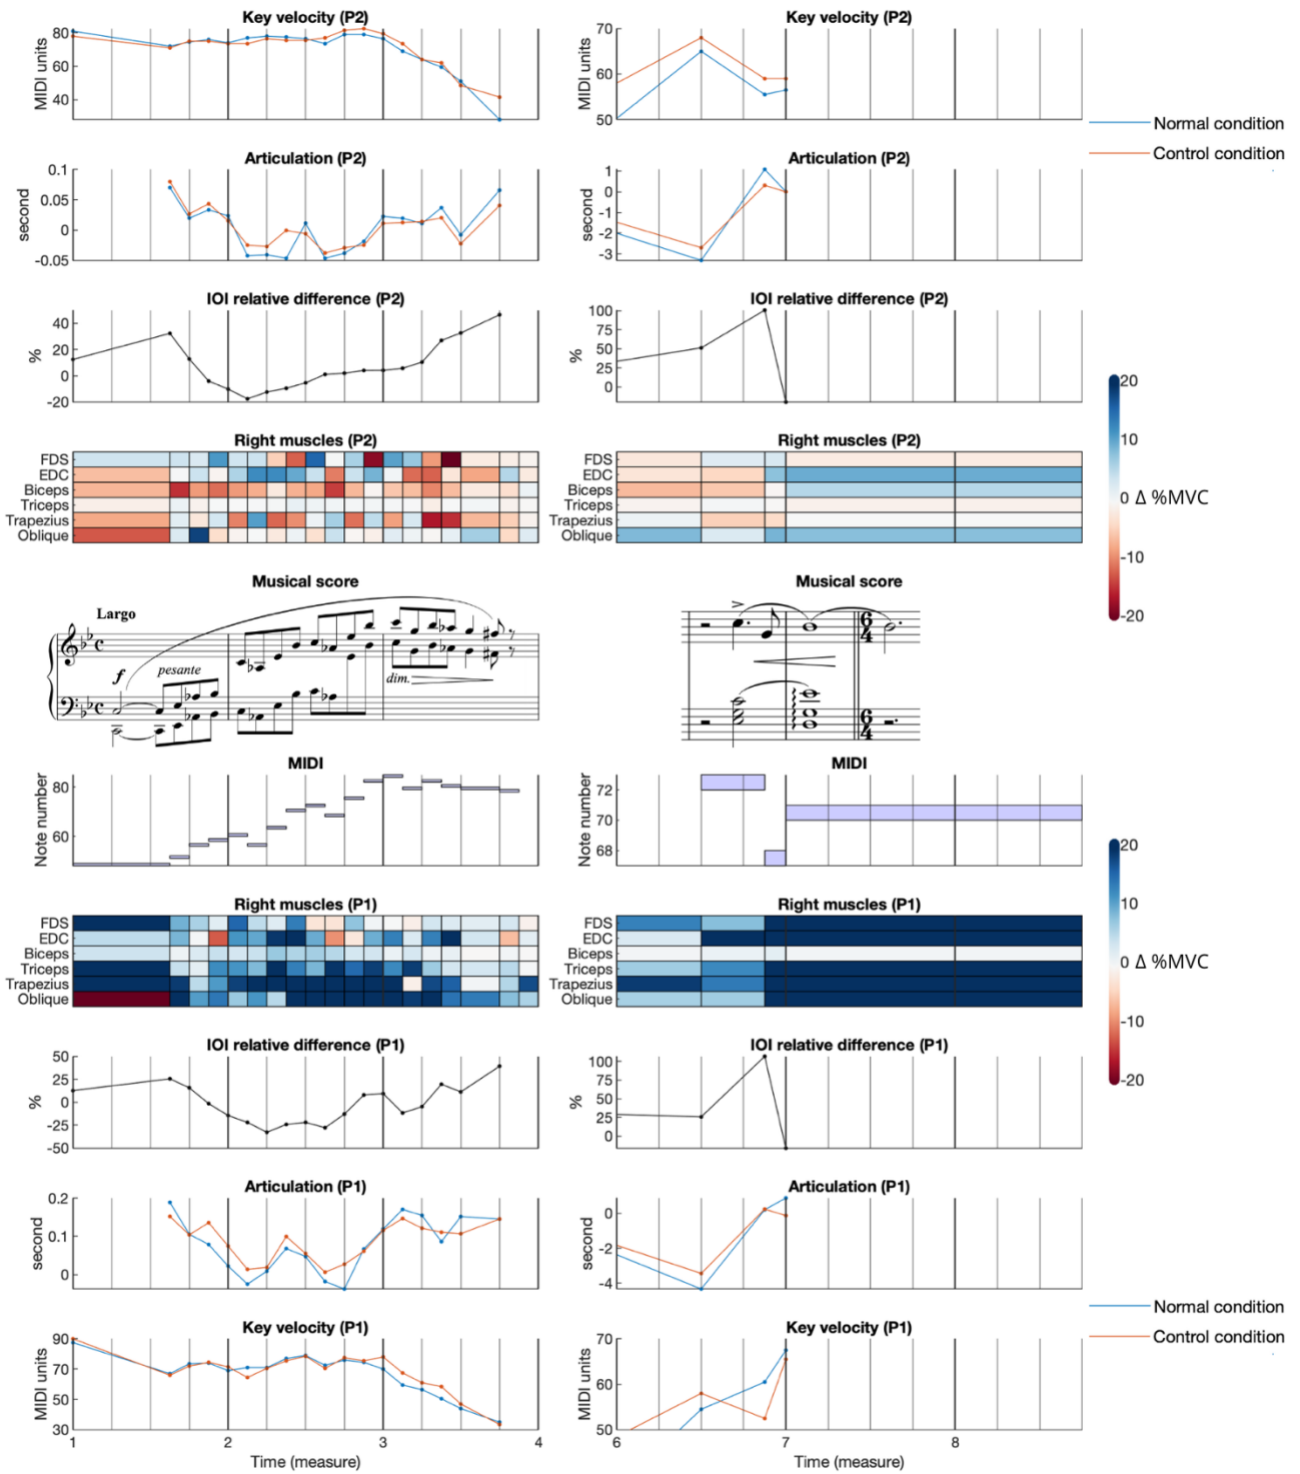 Key velocity (P2)
MIDI units
80
60
40
Key velocity (P2)
MIDI units
70
60
50
Normal condition
Control condition
Articulation (P2)
second
0.1
0.05
0
-0.05
Articulation (P2)
second
1
0
-1
-2
-3
IOI relative difference (P2)
%
40
20
0
-20
IOI relative difference (P2)
%
100
75
50
25
0
Right muscles (P2)
FDS
EDC
Biceps
Triceps
Trapezius
Oblique
Right muscles (P2)
FDS
EDC
Biceps
Triceps
Trapezius
Oblique
20
10
0 Δ %MVC
-10
-20
Musical score
Largo
f
pesante
dim.
Musical score
6
4
6
4
MIDI
Note number
80
60
MIDI
Note number
72
70
68
Right muscles (P1)
FDS
EDC
Biceps
Triceps
Trapezius
Oblique
Right muscles (P1)
FDS
EDC
Biceps
Triceps
Trapezius
Oblique
20
10
0 Δ %MVC
-10
-20
IOI relative difference (P1)
%
50
25
0
-25
-50
IOI relative difference (P1)
%
100
75
50
25
0
Articulation (P1)
second
0.2
0.1
0
Articulation (P1)
second
0
-2
-4
Normal condition
Control condition
Key velocity (P1)
MIDI units
90
70
50
30
1 2 3 4
Time (measure)
Key velocity (P1)
MIDI units
70
60
50
6 7 8
Time (measure)